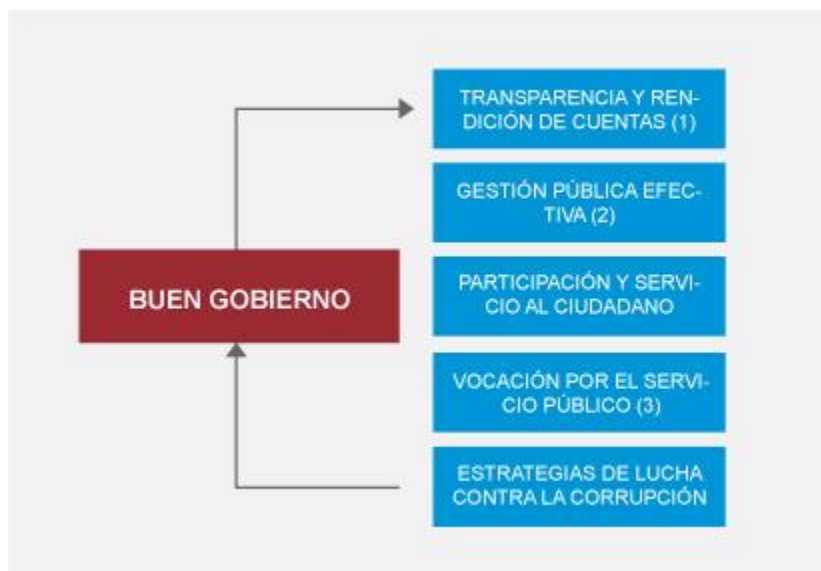 TRANSPARENCIA Y REN-
DICIÓN DE CUENTAS (1)
GESTIÓN PÚBLICA EFEC-
TIVA (2)
BUEN GOBIERNO
PARTICIPACIÓN Y SERVI-
CIO AL CIUDADANO
VOCACIÓN POR EL SERVI-
CIO PÚBLICO (3)
ESTRATEGIAS DE LUCHA
CONTRA LA CORRUPCIÓN